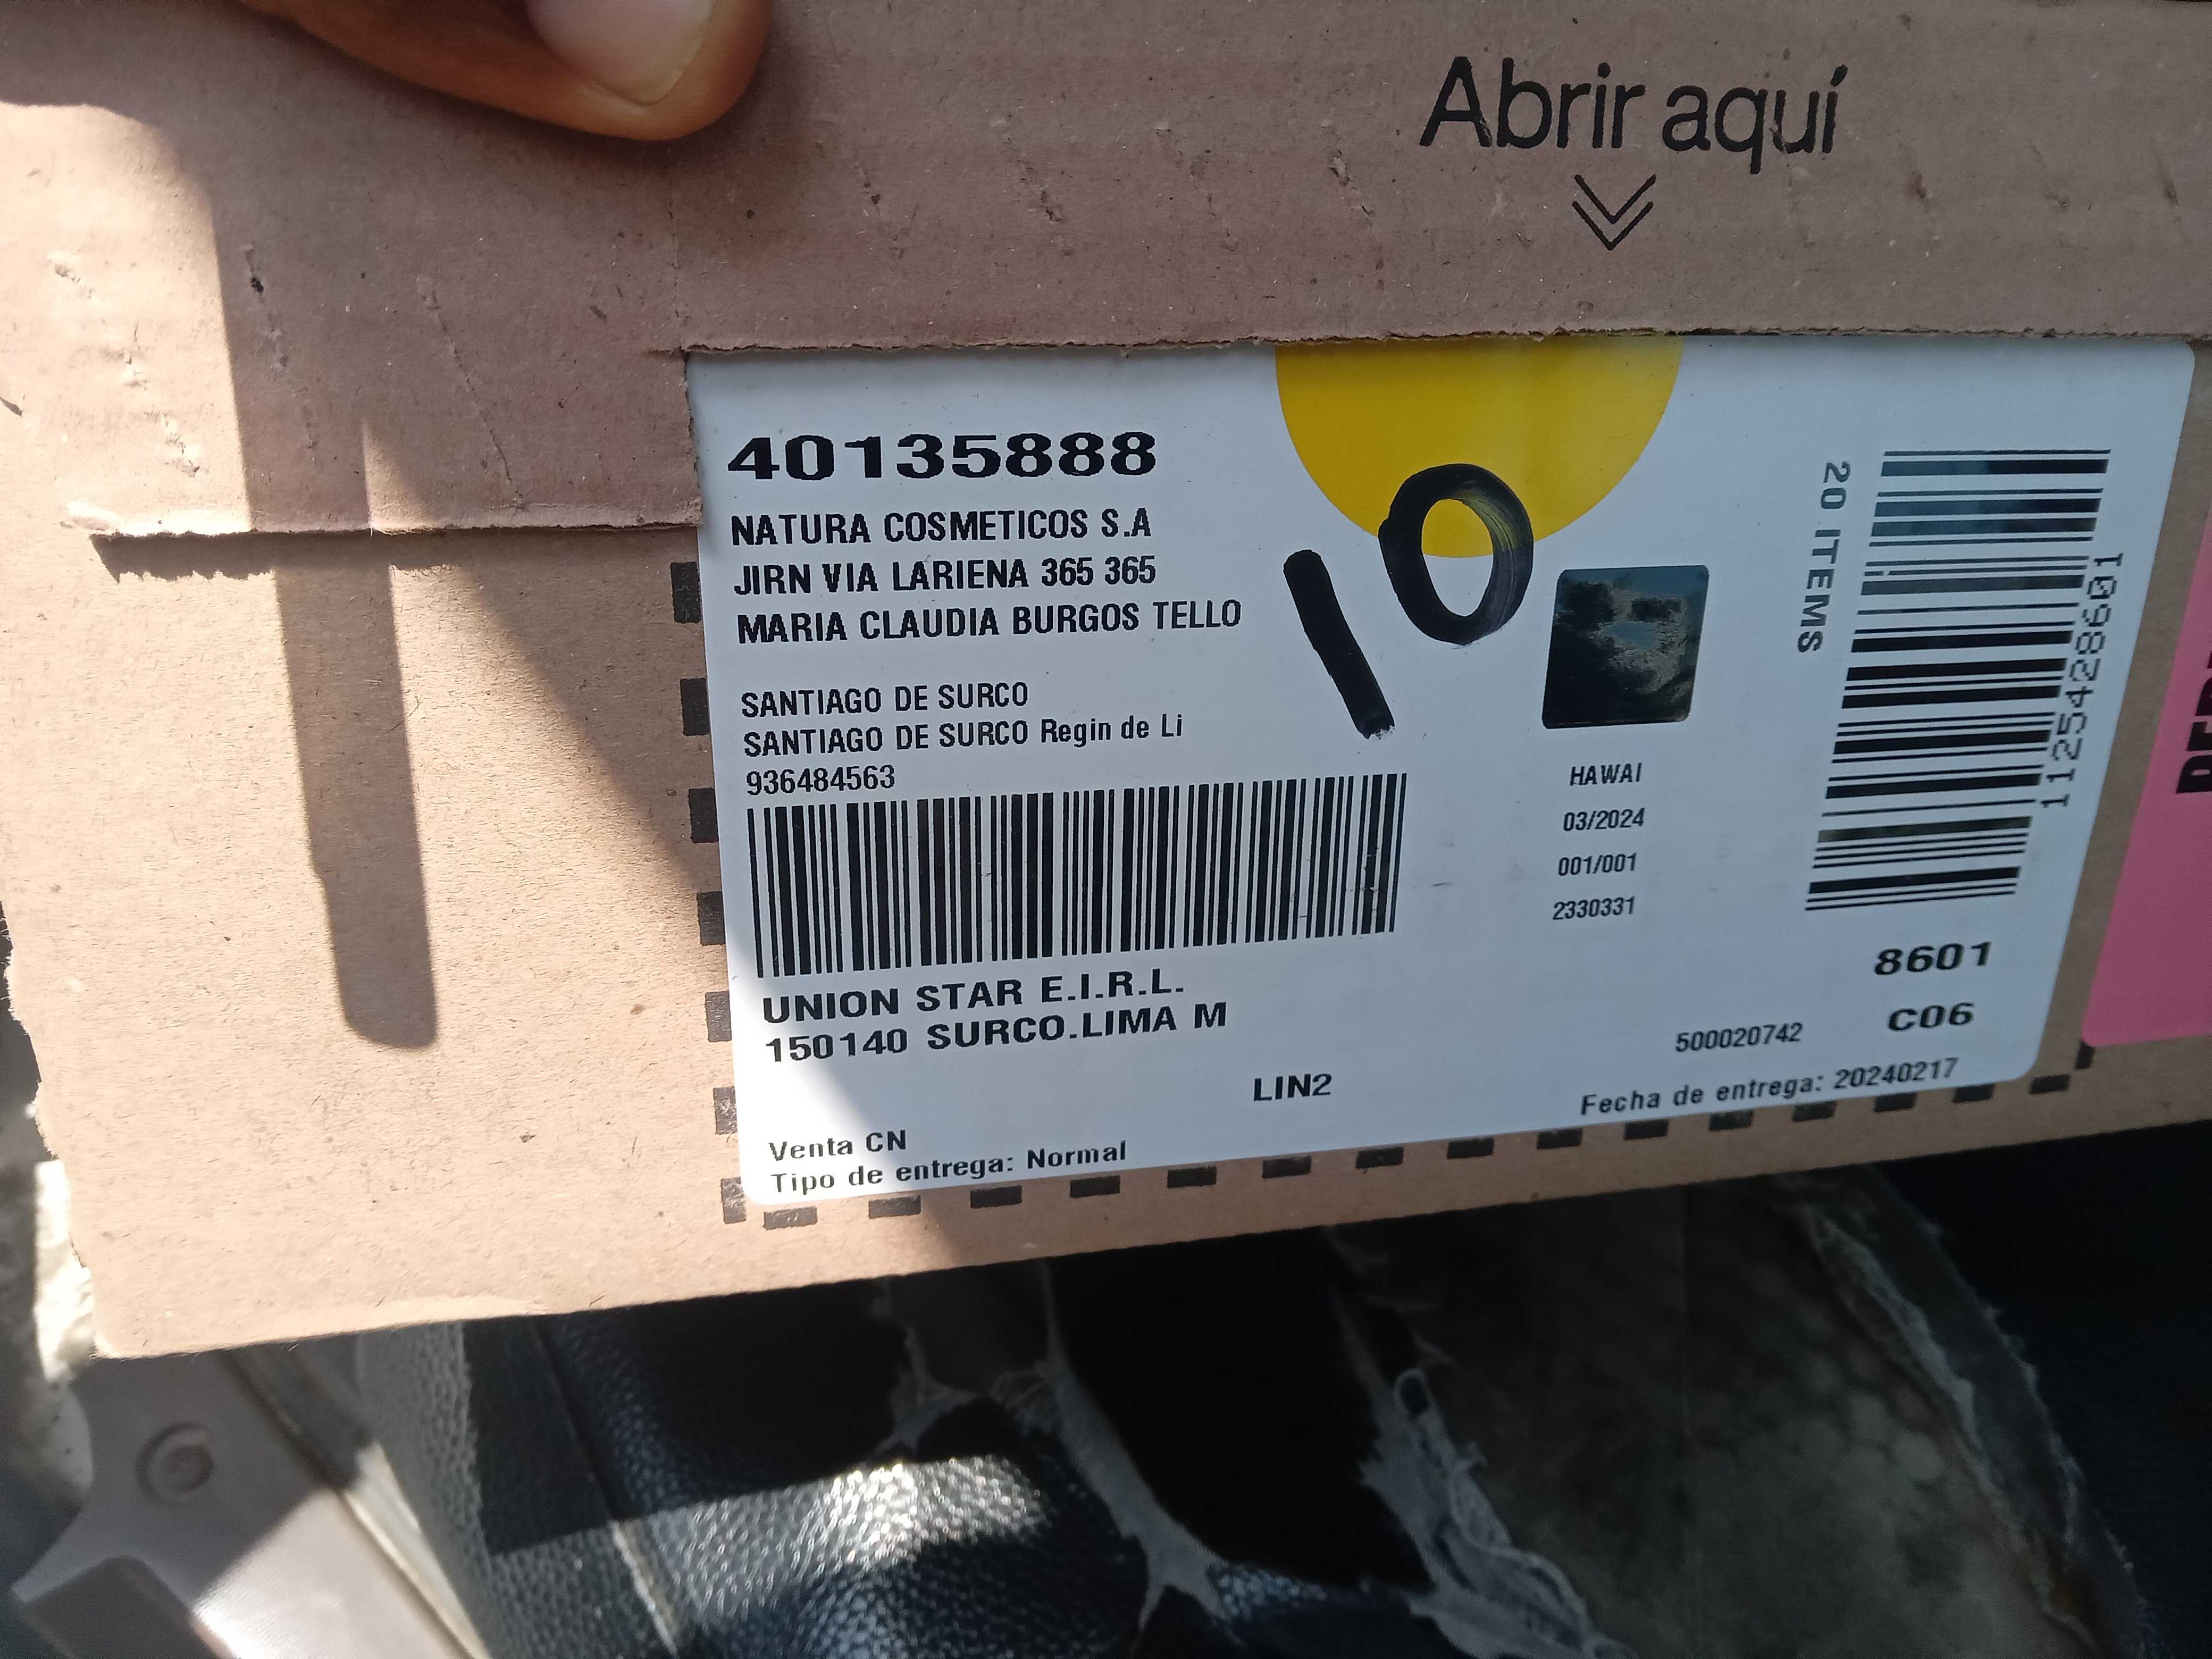 Abrir aquí
40135888
NATURA COSMETICOS S.A
JIRN VIA LARIENA 365 365
MARIA CLAUDIA BURGOS TELLO
SANTIAGO DE SURCO
SANTIAGO DE SURCO Regin de Li
936484563
UNION STAR E.I.R.L.
150140 SURCO.LIMA M
LIN2
Venta CN
Tipo de entrega: Normal
10
HAWAI
03/2024
001/001
2330331
20 ITEMS
112542828601
8601
C06
500020742
Fecha de entrega: 20240217